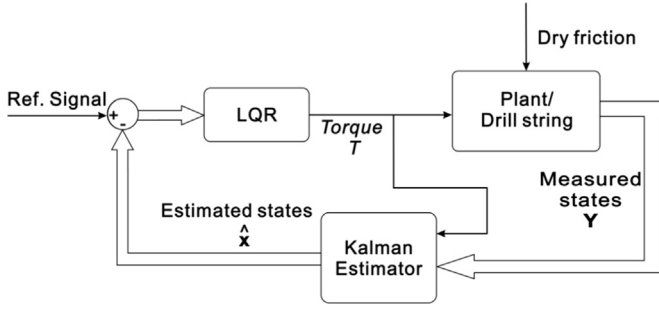 Dry friction
Ref. Signal
+
-
LQR
Torque
T
Plant/
Drill string
Measured
states
Y
Estimated states
x̂
Kalman
Estimator